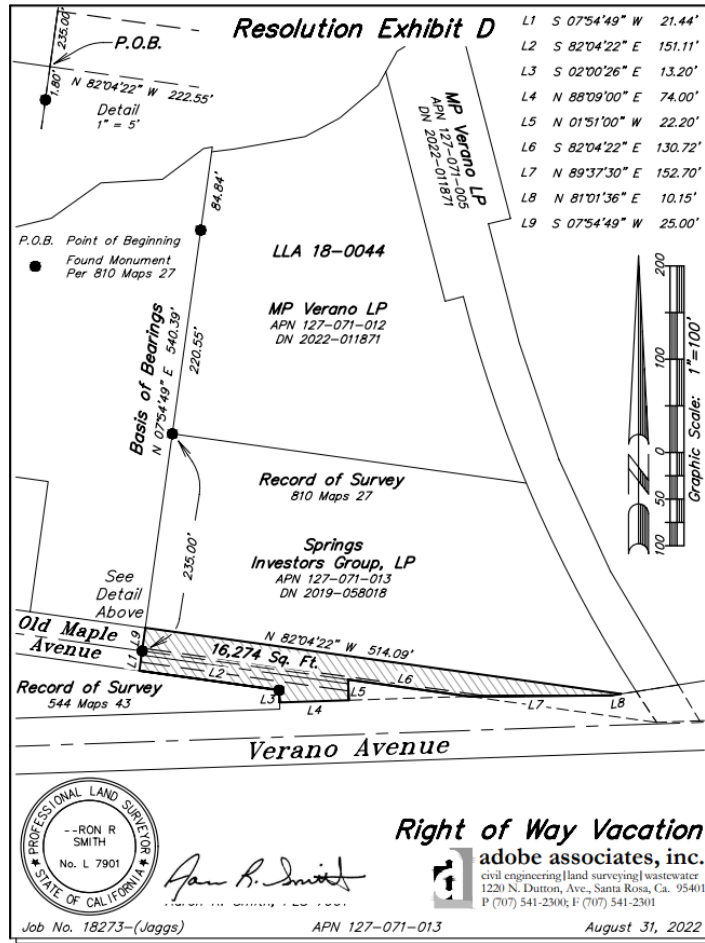 Resolution Exhibit D
235.00'
P.O.B.
1.80'
N 82°04'22" W 222.55'
Detail
1" = 5'
L1 S 07°54'49" W 21.44'
L2 S 82°04'22" E 151.11'
L3 S 02°00'26" E 13.20'
L4 N 88°09'00" E 74.00'
L5 N 01°51'00" W 22.20'
L6 S 82°04'22" E 130.72'
L7 N 89°37'30" E 152.70'
L8 N 81°01'36" E 10.15'
L9 S 07°54'49" W 25.00'
MP Verano LP
APN 127-071-005
DN 2022-011871
84.84'
P.O.B. Point of Beginning
Found Monument
Per 810 Maps 27
LLA 18-0044
MP Verano LP
APN 127-071-012
DN 2022-011871
Basis of Bearings
N 07°54'49" E 540.39'
220.55'
200
100
0
50
100
Graphic Scale: 1"=100'
N
Record of Survey
810 Maps 27
235.00'
Springs
Investors Group, LP
APN 127-071-013
DN 2019-058018
See
Detail
Above
Old Maple
Avenue
L9
L1
N 82°04'22" W 514.09'
16,274 Sq. Ft.
L2
L6
L3
L5
L4
L7
L8
Record of Survey
544 Maps 43
Verano Avenue
PROFESSIONAL LAND SURVEYOR
--RON R
SMITH
No. L 7901
STATE OF CALIFORNIA
Aaron R. Smith
Aaron R. Smith, PLS 7901
Right of Way Vacation
adobe associates, inc.
civil engineering | land surveying | wastewater
1220 N. Dutton, Ave., Santa Rosa, Ca. 95401
P (707) 541-2300; F (707) 541-2301
Job No. 18273-(Jaggs) APN 127-071-013 August 31, 2022